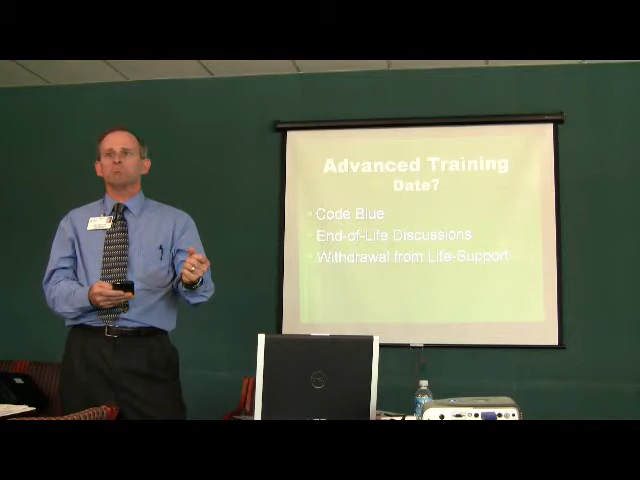 Advanced Training
Date?
Code Blue
End-of-Life Discussions
Withdrawal from Life-Support